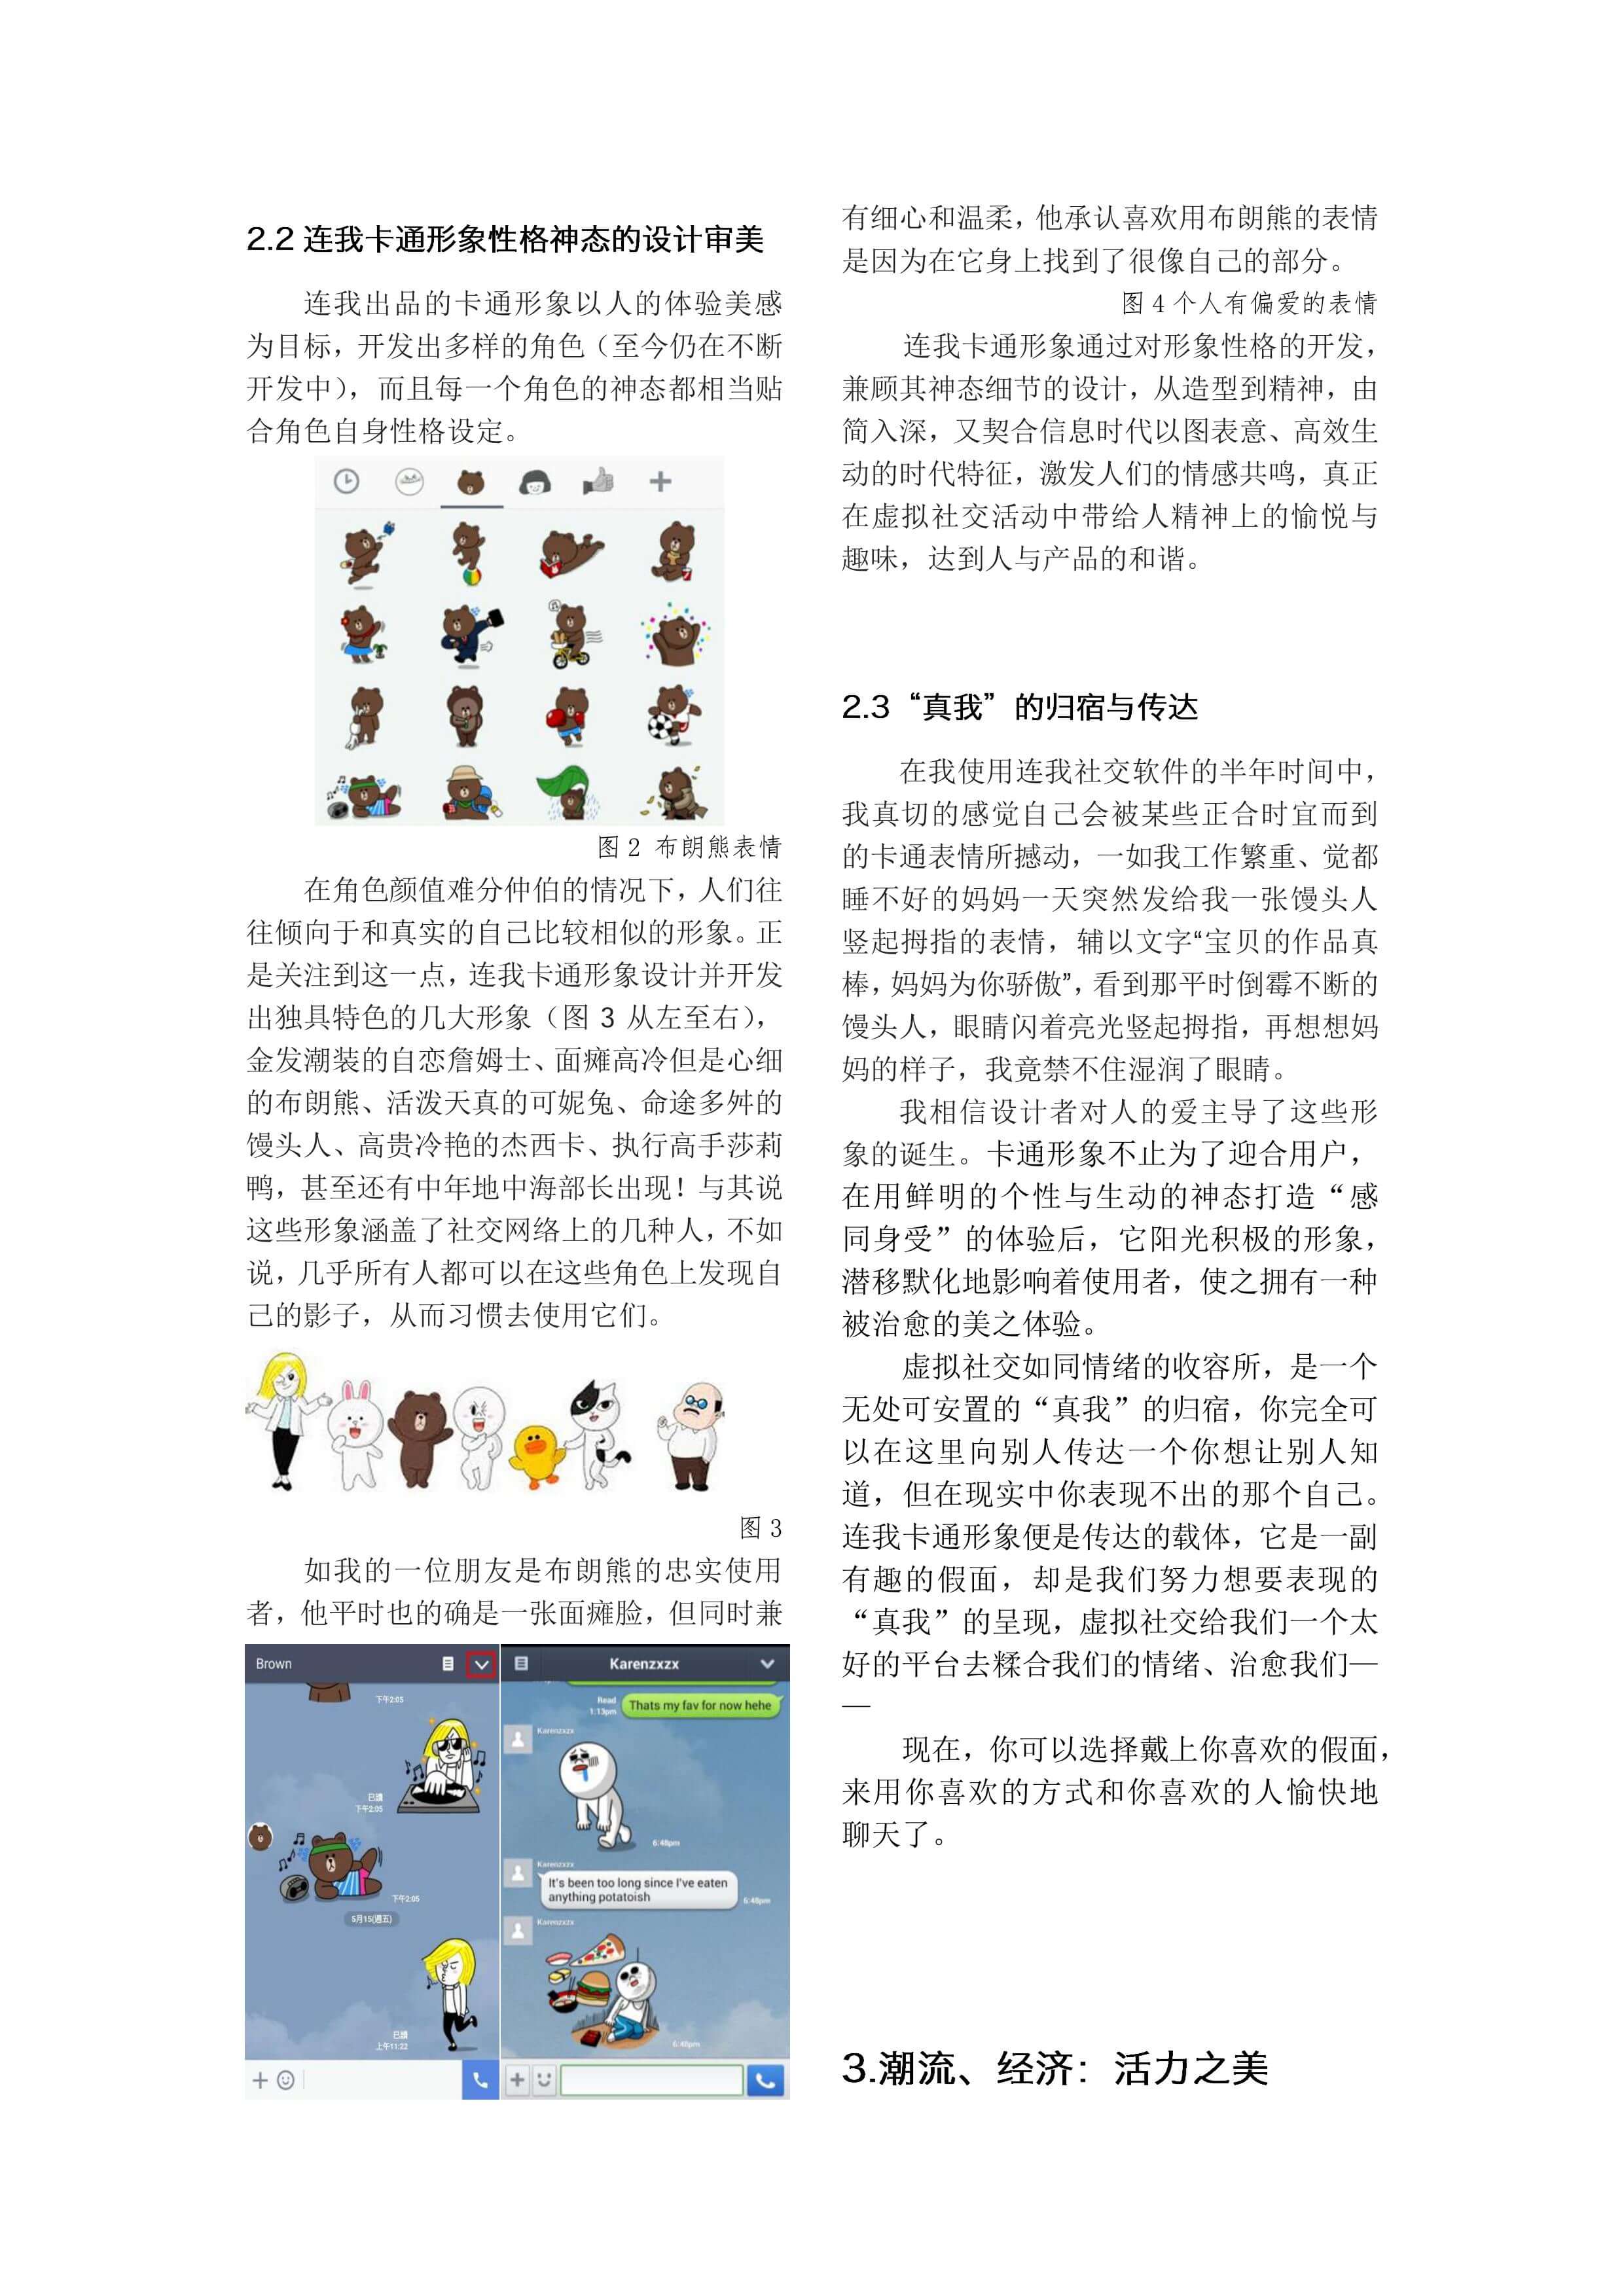 2.2 连我卡通形象性格神态的设计审美
连我出品的卡通形象以人的体验美感
为目标，开发出多样的角色（至今仍在不断
开发中），而且每一个角色的神态都相当贴
合角色自身性格设定。
图 2 布朗熊表情
在角色颜值难分仲伯的情况下，人们往
往倾向于和真实的自己比较相似的形象。正
是关注到这一点，连我卡通形象设计并开发
出独具特色的几大形象（图 3 从左至右），
金发潮装的自恋詹姆士、面瘫高冷但是心细
的布朗熊、活泼天真的可妮兔、命途多舛的
馒头人、高贵冷艳的杰西卡、执行高手莎莉
鸭，甚至还有中年地中海部长出现！与其说
这些形象涵盖了社交网络上的几种人，不如
说，几乎所有人都可以在这些角色上发现自
己的影子，从而习惯去使用它们。
图 3
如我的一位朋友是布朗熊的忠实使用
者，他平时也的确是一张面瘫脸，但同时兼
Brown
下午2:05
已讀
下午2:05
下午2:05
5月15(週五)
已讀
上午11:22
Karenzxzx
Read
1:13pm
Thats my fav for now hehe
Karenzxzx
6:48pm
Karenzxzx
It's been too long since I've eaten
anything potatoish
6:48pm
Karenzxzx
6:48pm
有细心和温柔，他承认喜欢用布朗熊的表情
是因为在它身上找到了很像自己的部分。
图 4 个人有偏爱的表情
连我卡通形象通过对形象性格的开发，
兼顾其神态细节的设计，从造型到精神，由
简入深，又契合信息时代以图表意、高效生
动的时代特征，激发人们的情感共鸣，真正
在虚拟社交活动中带给人精神上的愉悦与
趣味，达到人与产品的和谐。
2.3“真我”的归宿与传达
在我使用连我社交软件的半年时间中，
我真切的感觉自己会被某些正合时宜而到
的卡通表情所撼动，一如我工作繁重、觉都
睡不好的妈妈一天突然发给我一张馒头人
竖起拇指的表情，辅以文字“宝贝的作品真
棒，妈妈为你骄傲”，看到那平时倒霉不断的
馒头人，眼睛闪着亮光竖起拇指，再想想妈
妈的样子，我竟禁不住湿润了眼睛。
我相信设计者对人的爱主导了这些形
象的诞生。卡通形象不止为了迎合用户，
在用鲜明的个性与生动的神态打造“感
同身受”的体验后，它阳光积极的形象，
潜移默化地影响着使用者，使之拥有一种
被治愈的美之体验。
虚拟社交如同情绪的收容所，是一个
无处可安置的“真我”的归宿，你完全可
以在这里向别人传达一个你想让别人知
道，但在现实中你表现不出的那个自己。
连我卡通形象便是传达的载体，它是一副
有趣的假面，却是我们努力想要表现的
“真我”的呈现，虚拟社交给我们一个太
好的平台去糅合我们的情绪、治愈我们—
—
现在，你可以选择戴上你喜欢的假面，
来用你喜欢的方式和你喜欢的人愉快地
聊天了。
3.潮流、经济：活力之美